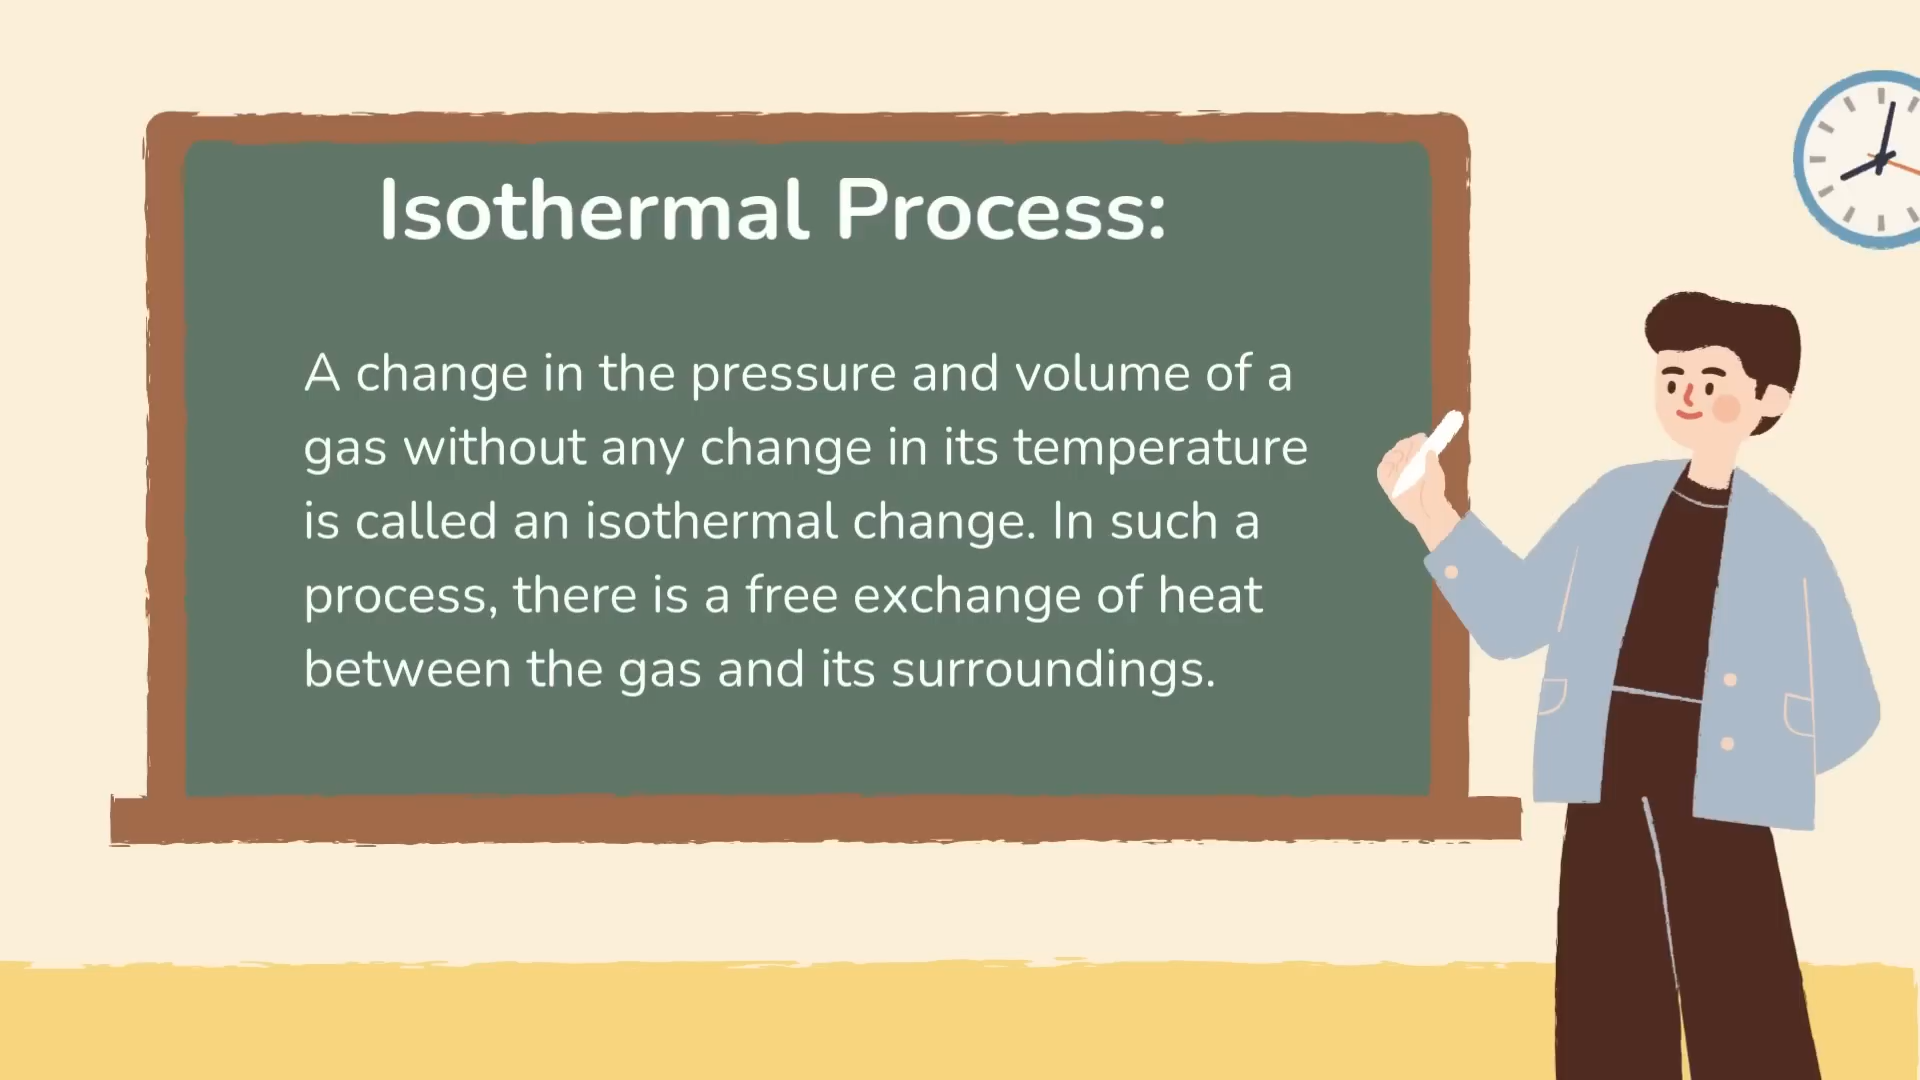 Isothermal Process:
A change in the pressure and volume of a
gas without any change in its temperature
is called an isothermal change. In such a
process, there is a free exchange of heat
between the gas and its surroundings.